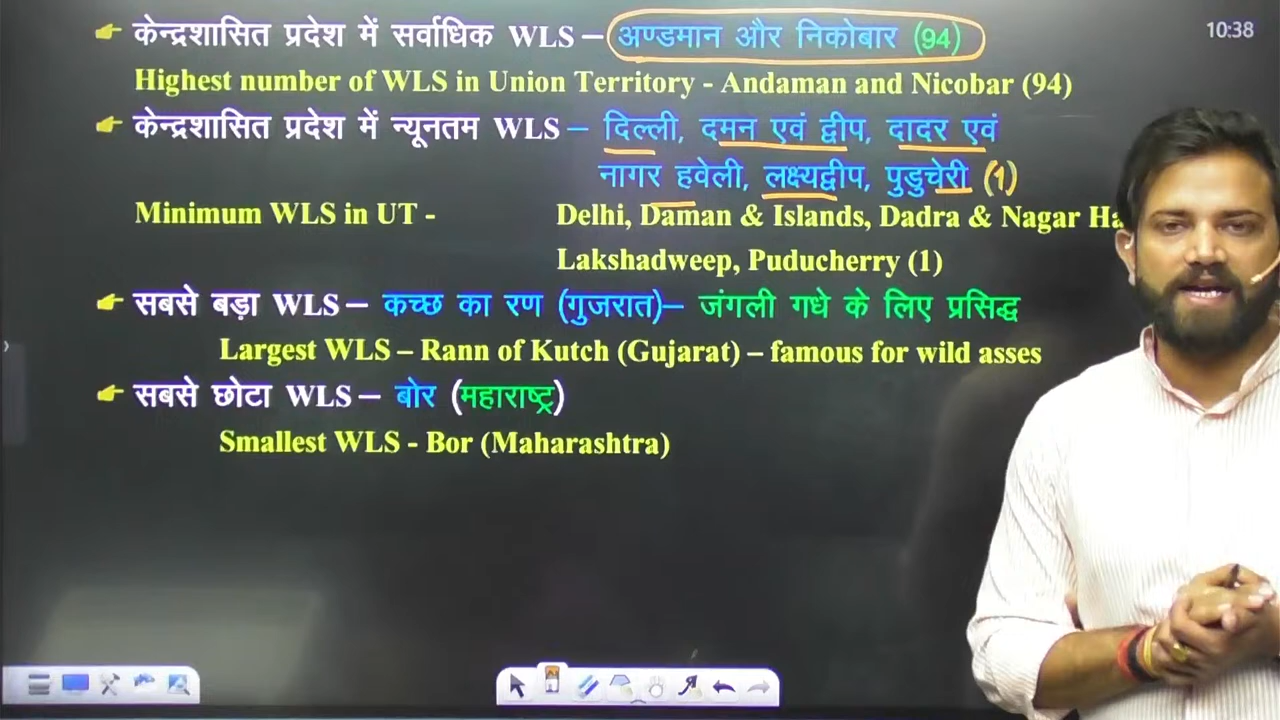 10:38
केन्द्रशासित प्रदेश में सर्वाधिक WLS – अण्डमान और निकोबार (94)
Highest number of WLS in Union Territory - Andaman and Nicobar (94)
केन्द्रशासित प्रदेश में न्यूनतम WLS – दिल्ली, दमन एवं द्वीप, दादर एवं
नागर हवेली, लक्ष्यद्वीप, पुडुचेरी (1)
Minimum WLS in UT - Delhi, Daman & Islands, Dadra & Nagar Ha
Lakshadweep, Puducherry (1)
सबसे बड़ा WLS – कच्छ का रण (गुजरात)– जंगली गधे के लिए प्रसिद्ध
Largest WLS – Rann of Kutch (Gujarat) – famous for wild asses
सबसे छोटा WLS – बोर (महाराष्ट्र)
Smallest WLS - Bor (Maharashtra)